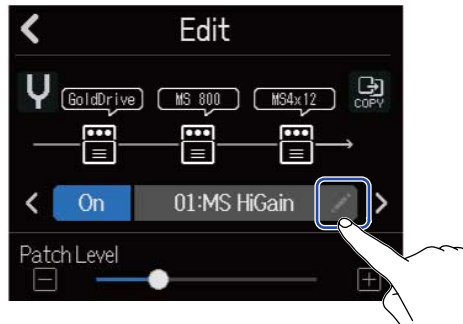 Edit
GoldDrive MS 800 MS4x12 COPY
On 01:MS HiGain
Patch Level